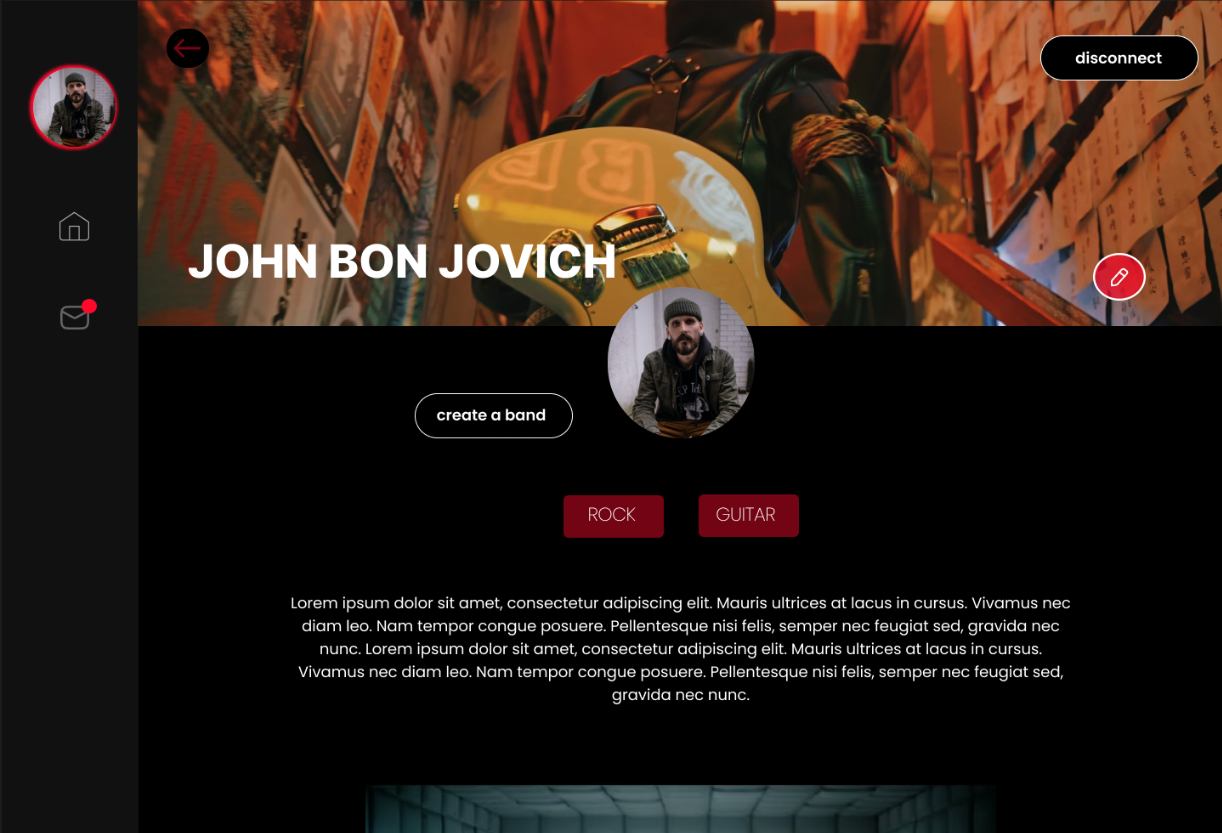 disconnect
JOHN BON JOVICH
create a band
ROCK
GUITAR
Lorem ipsum dolor sit amet, consectetur adipiscing elit. Mauris ultrices at lacus in cursus. Vivamus nec
diam leo. Nam tempor congue posuere. Pellentesque nisi felis, semper nec feugiat sed, gravida nec
nunc. Lorem ipsum dolor sit amet, consectetur adipiscing elit. Mauris ultrices at lacus in cursus.
Vivamus nec diam leo. Nam tempor congue posuere. Pellentesque nisi felis, semper nec feugiat sed,
gravida nec nunc.